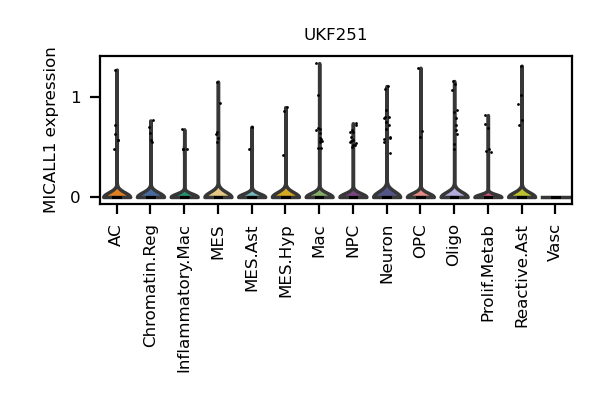 UKF251
MICALL1 expression
1
0
AC
Chromatin.Reg
Inflammatory.Mac
MES
MES.Ast
MES.Hyp
Mac
NPC
Neuron
OPC
Oligo
Prolif.Metab
Reactive.Ast
Vasc